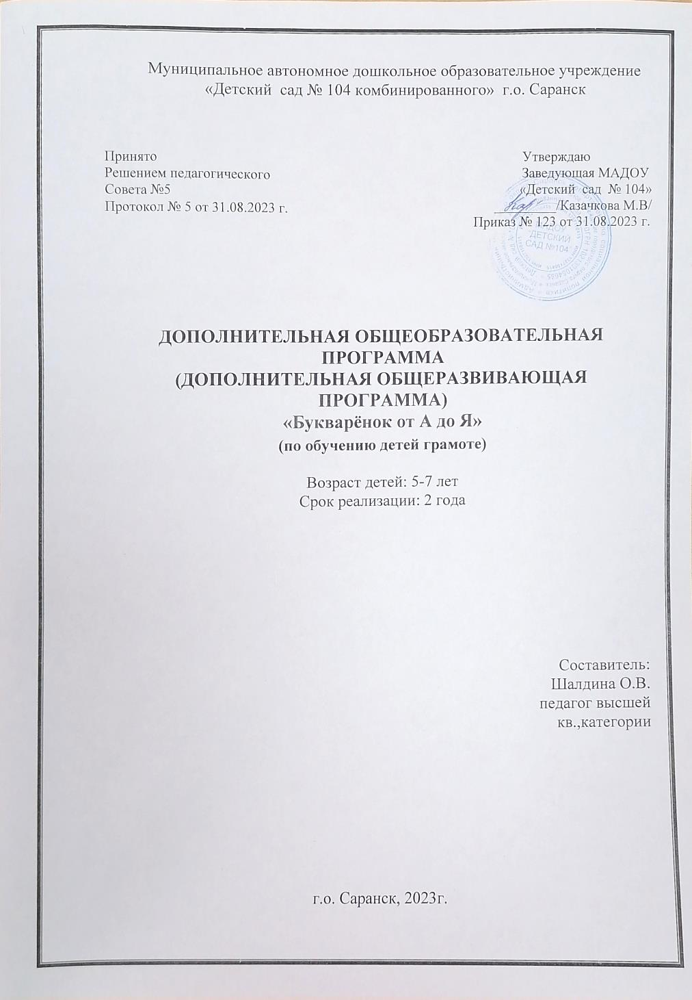 Муниципальное автономное дошкольное образовательное учреждение
«Детский сад № 104 комбинированного» г.о. Саранск
Принято
Решением педагогического
Совета №5
Протокол № 5 от 31.08.2023 г.
Утверждаю
Заведующая МАДОУ
«Детский сад № 104»
/Казачкова М.В/
Приказ № 123 от 31.08.2023 г.
МАДОУ
"ДЕТСКИЙ
САД №104"
ДОПОЛНИТЕЛЬНАЯ ОБЩЕОБРАЗОВАТЕЛЬНАЯ
ПРОГРАММА
(ДОПОЛНИТЕЛЬНАЯ ОБЩЕРАЗВИВАЮЩАЯ
ПРОГРАММА)
«Букварёнок от А до Я»
(по обучению детей грамоте)
Возраст детей: 5-7 лет
Срок реализации: 2 года
Составитель:
Шалдина О.В.
педагог высшей
кв.,категории
г.о. Саранск, 2023г.